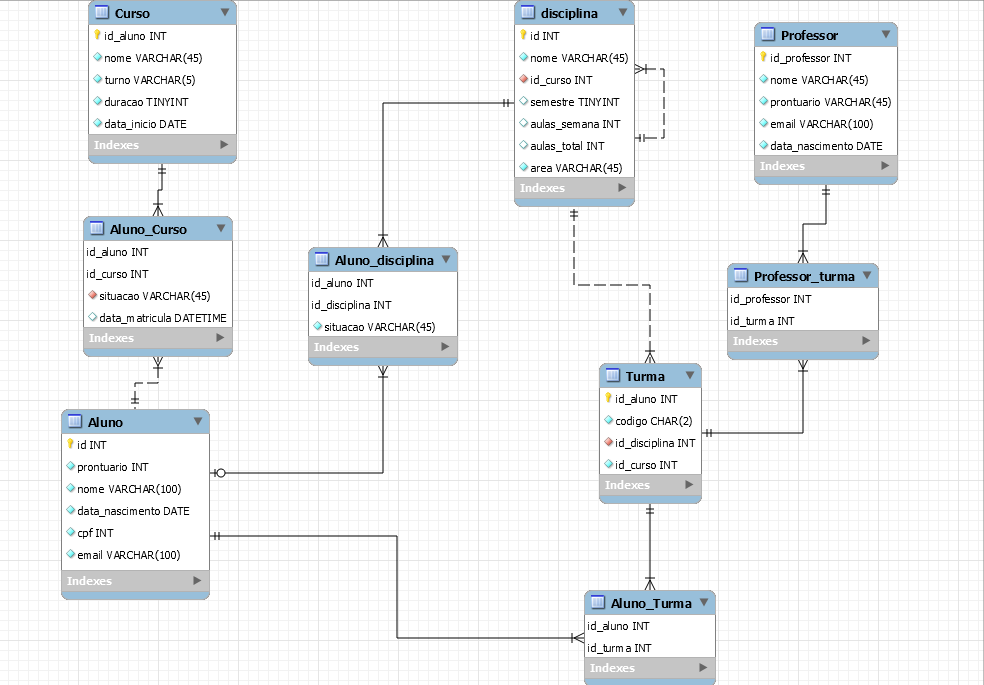 Curso
id_aluno INT
nome VARCHAR(45)
turno VARCHAR(5)
duracao TINYINT
data_inicio DATE
Indexes
disciplina
id INT
nome VARCHAR(45)
id_curso INT
semestre TINYINT
aulas_semana INT
aulas_total INT
area VARCHAR(45)
Indexes
Professor
id_professor INT
nome VARCHAR(45)
prontuario VARCHAR(45)
email VARCHAR(100)
data_nascimento DATE
Indexes
Aluno_Curso
id_aluno INT
id_curso INT
situacao VARCHAR(45)
data_matricula DATETIME
Indexes
Aluno_disciplina
id_aluno INT
id_disciplina INT
situacao VARCHAR(45)
Indexes
Professor_turma
id_professor INT
id_turma INT
Indexes
Turma
id_aluno INT
codigo CHAR(2)
id_disciplina INT
id_curso INT
Indexes
Aluno
id INT
prontuario INT
nome VARCHAR(100)
data_nascimento DATE
cpf INT
email VARCHAR(100)
Indexes
Aluno_Turma
id_aluno INT
id_turma INT
Indexes